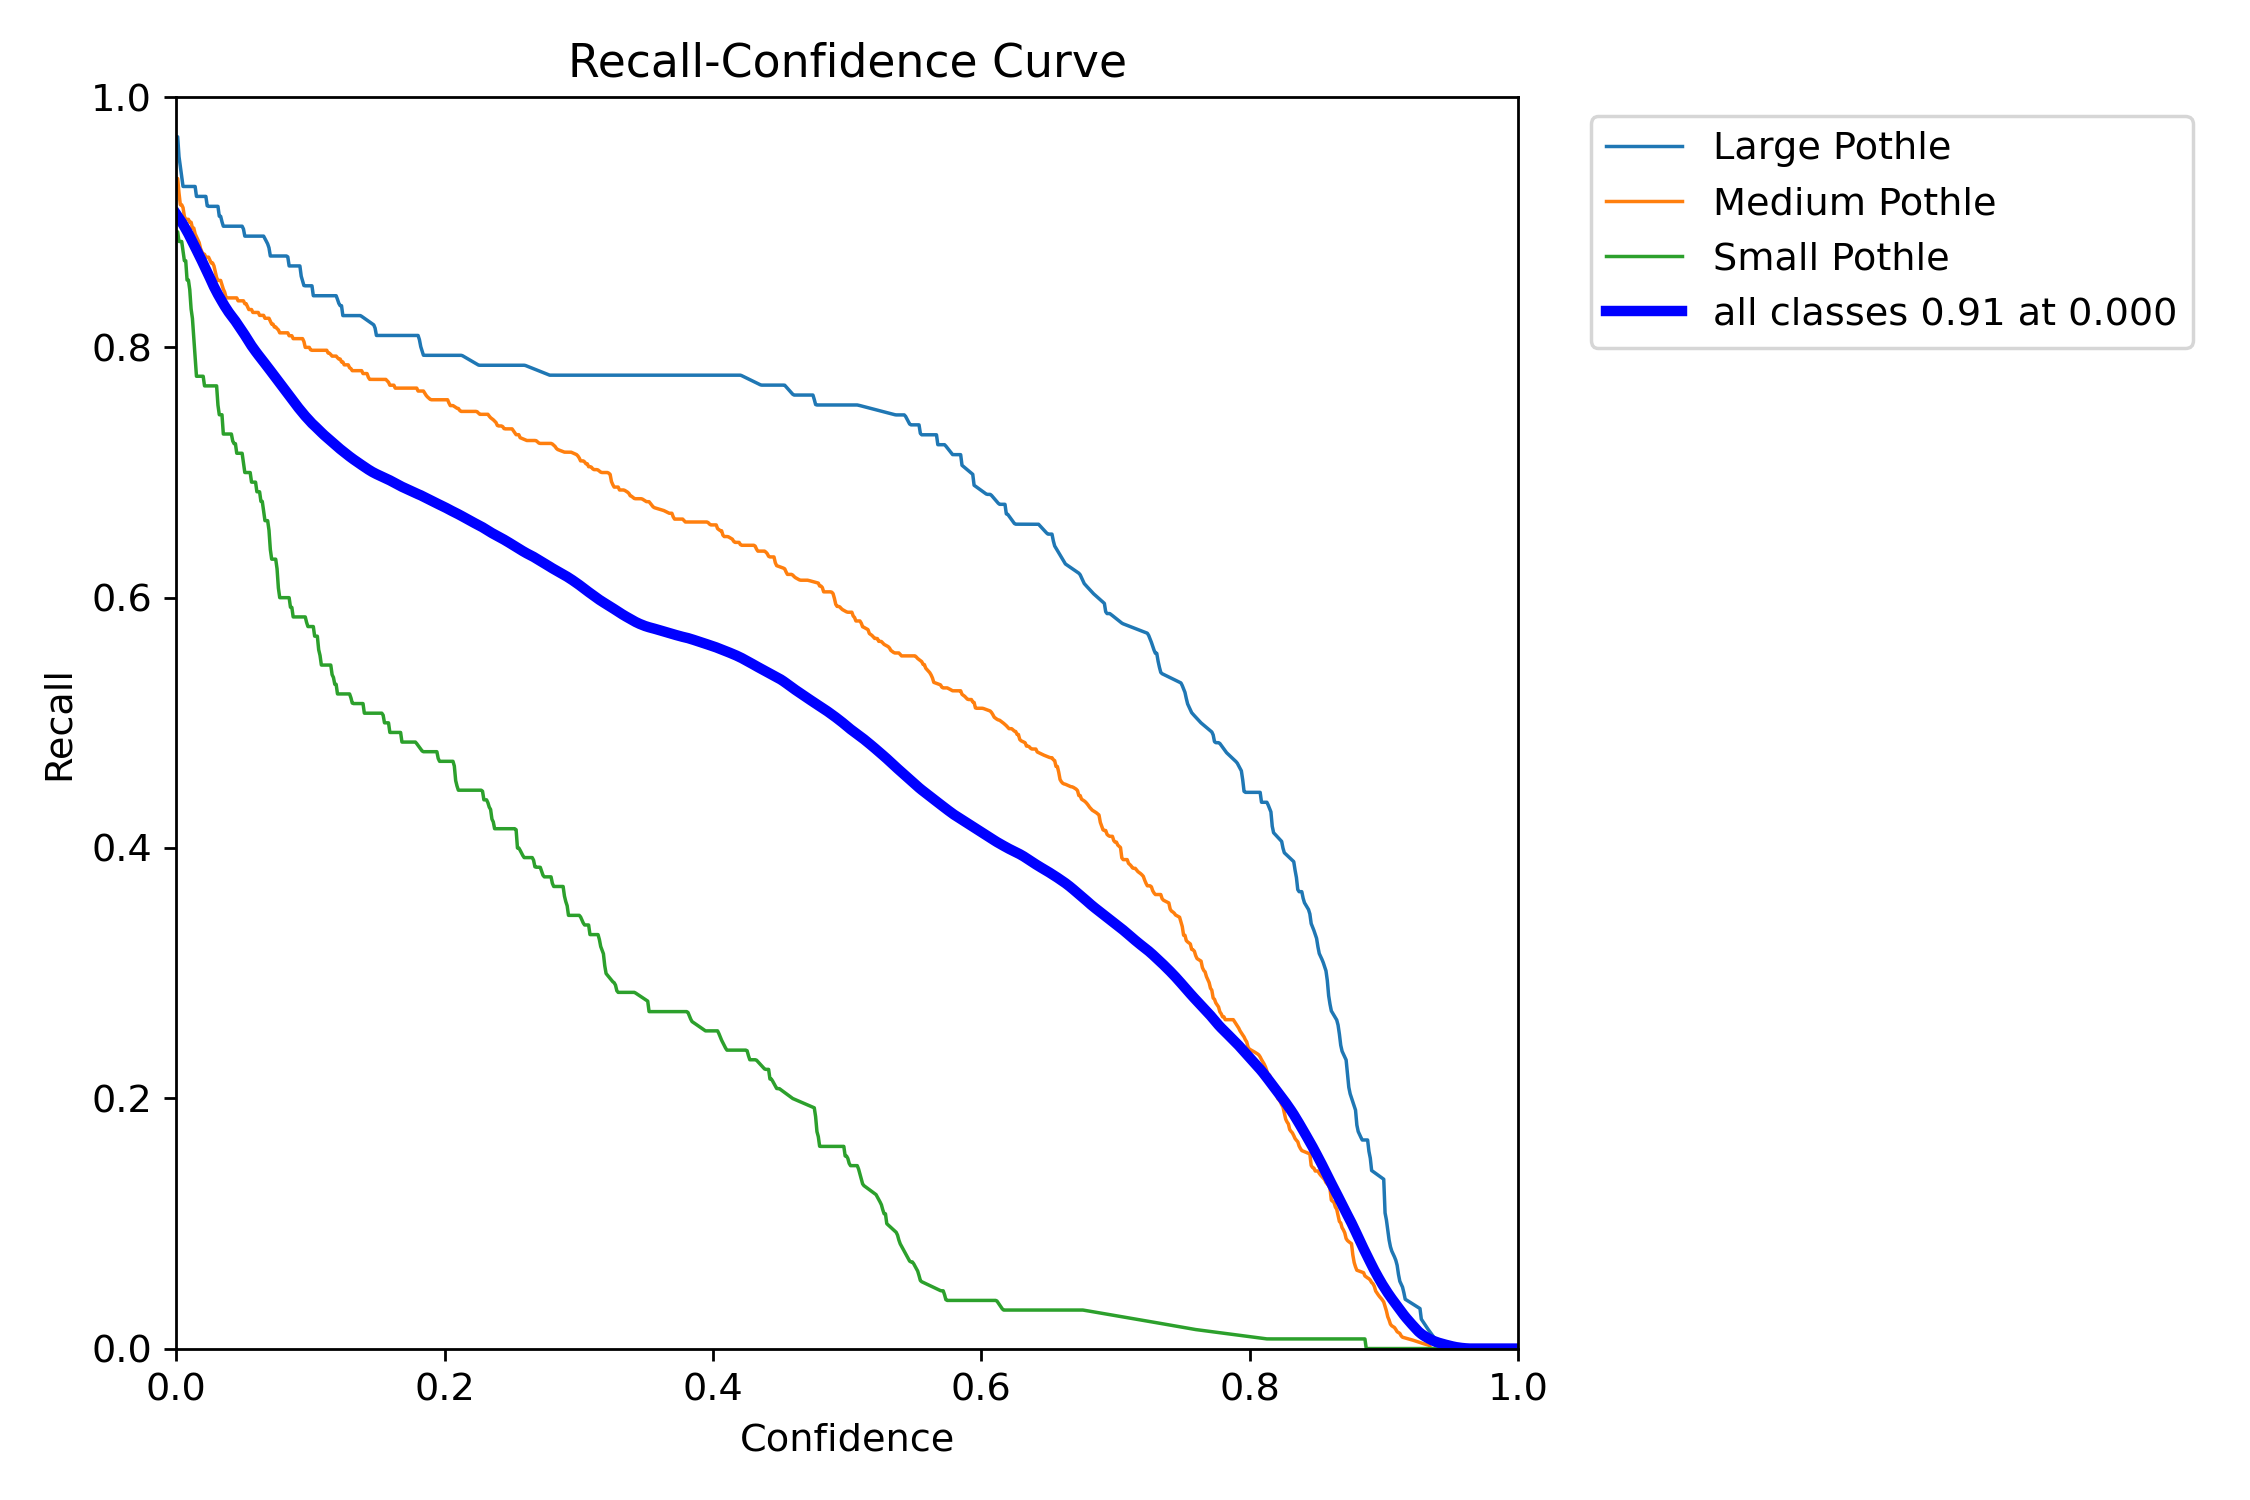 Recall-Confidence Curve
Large Pothle
Medium Pothle
Small Pothle
all classes 0.91 at 0.000
Recall
1.0
0.8
0.6
0.4
0.2
0.0
0.0 0.2 0.4 0.6 0.8 1.0
Confidence